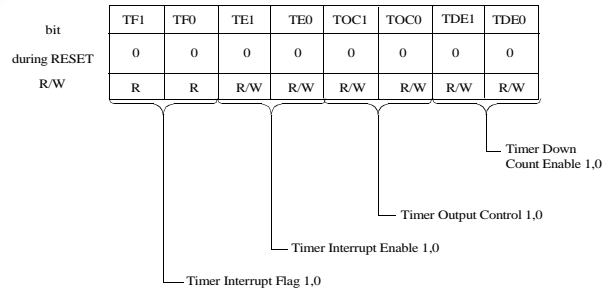 bit TF1 TF0 TE1 TE0 TOC1 TOC0 TDE1 TDE0
during RESET 0 0 0 0 0 0 0 0
R/W R R R/W R/W R/W R/W R/W R/W
Timer Down
Count Enable 1,0
Timer Output Control 1,0
Timer Interrupt Enable 1,0
Timer Interrupt Flag 1,0